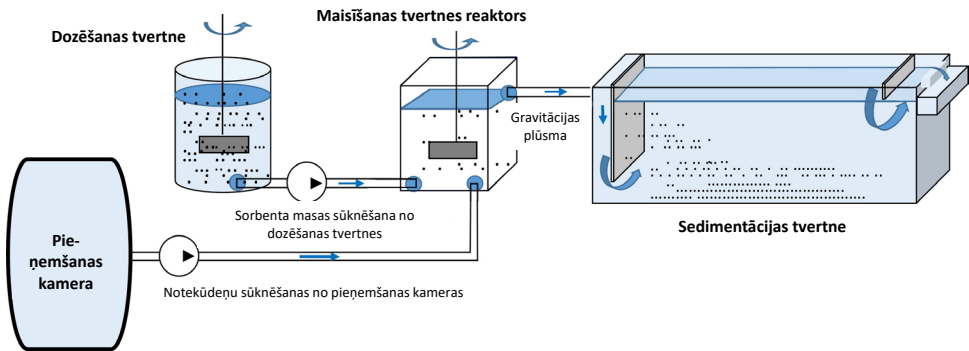 Dozēšanas tvertne
Maisīšanas tvertnes reaktors
Gravitācijas
plūsma
Sorbenta masas sūknēšana no
dozēšanas tvertnes
Sedimentācijas tvertne
Pie-
ņemšanas
kamera
Notekūdeņu sūknēšanas no pieņemšanas kameras